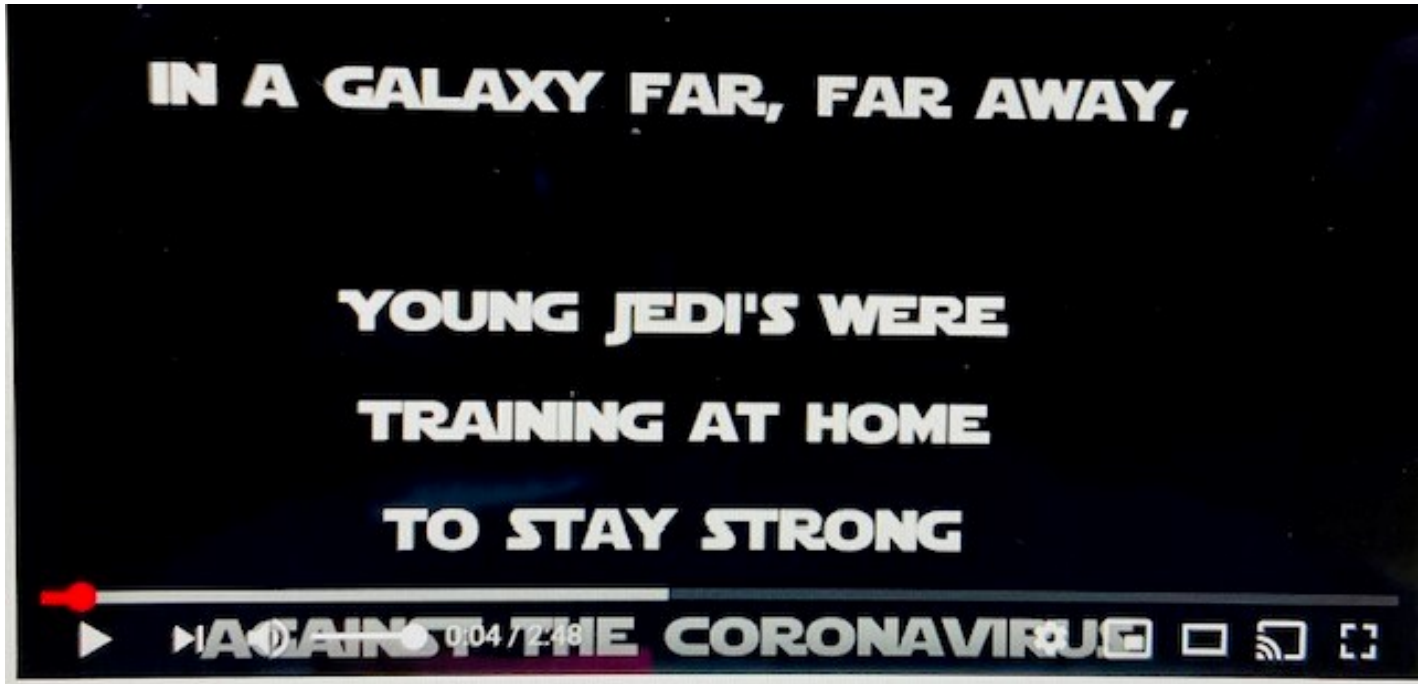 IN A GALAXY FAR, FAR AWAY,
YOUNG JEDI'S WERE
TRAINING AT HOME
TO STAY STRONG
AGAINST THE CORONAVIRUS
0:04 / 2:48